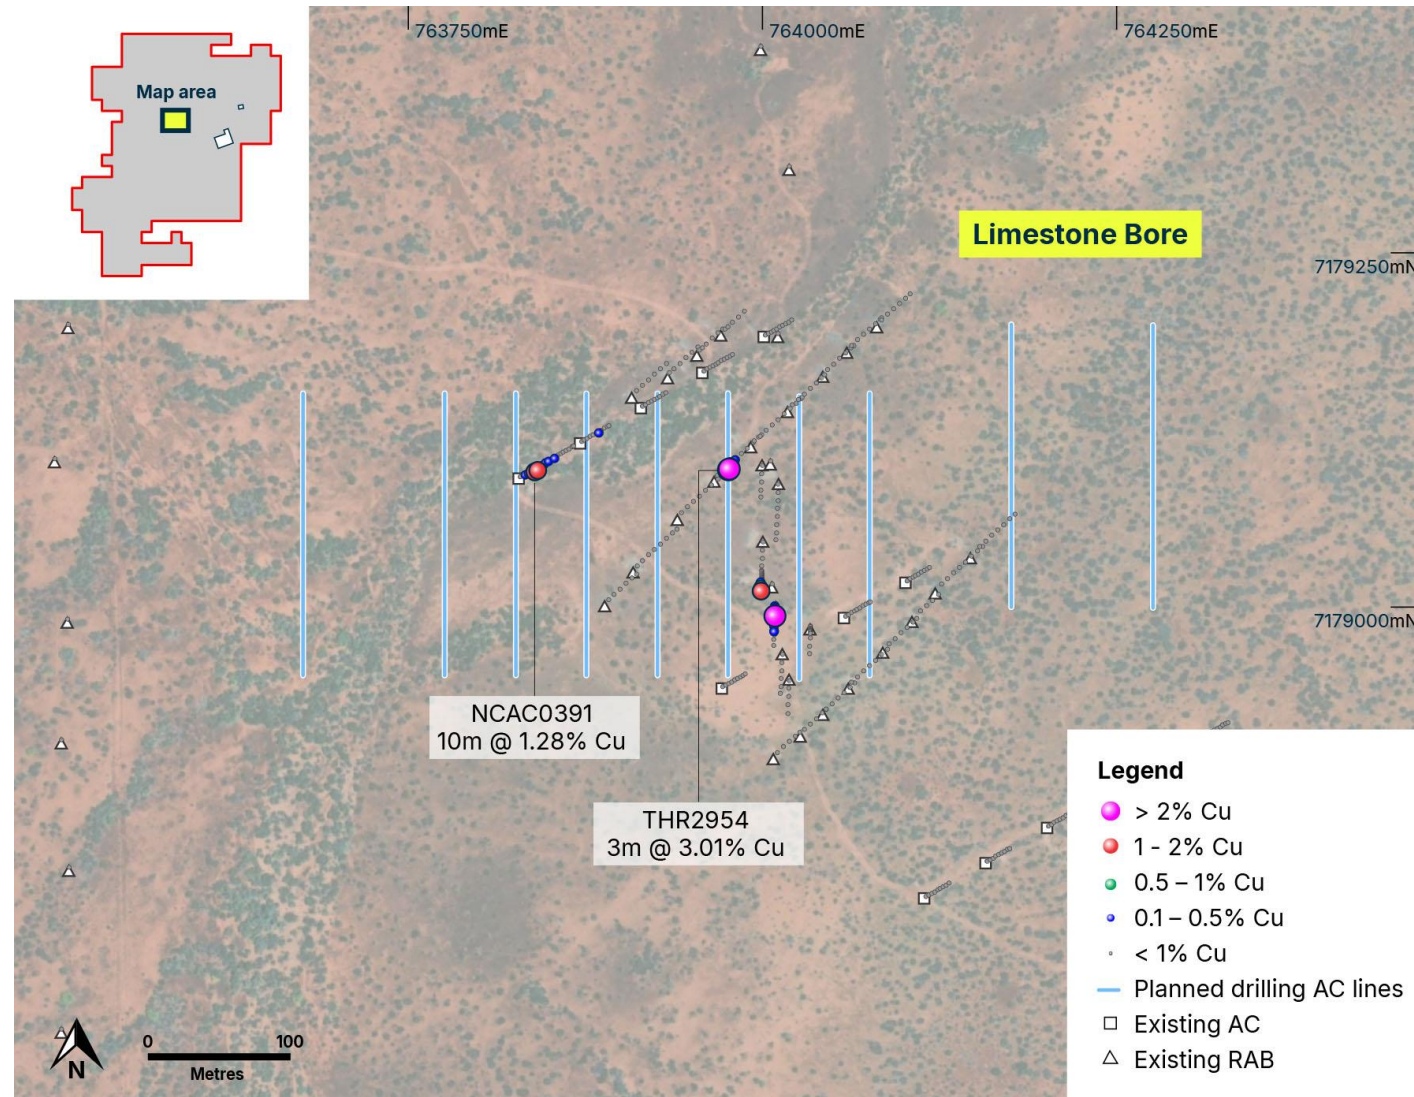 763750mE
764000mE
764250mE
Map area
Limestone Bore
7179250mN
7179000mN
NCAC0391
10m @ 1.28% Cu
THR2954
3m @ 3.01% Cu
Legend
> 2% Cu
1 - 2% Cu
0.5 – 1% Cu
0.1 – 0.5% Cu
< 1% Cu
Planned drilling AC lines
Existing AC
Existing RAB
0 100
Metres
N